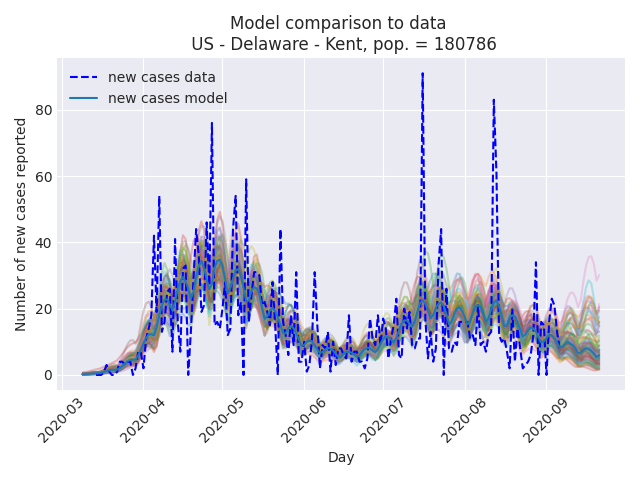 Model comparison to data
US - Delaware - Kent, pop. = 180786
new cases data
new cases model
Number of new cases reported
80
60
40
20
0
2020-03
2020-04
2020-05
2020-06
2020-07
2020-08
2020-09
Day